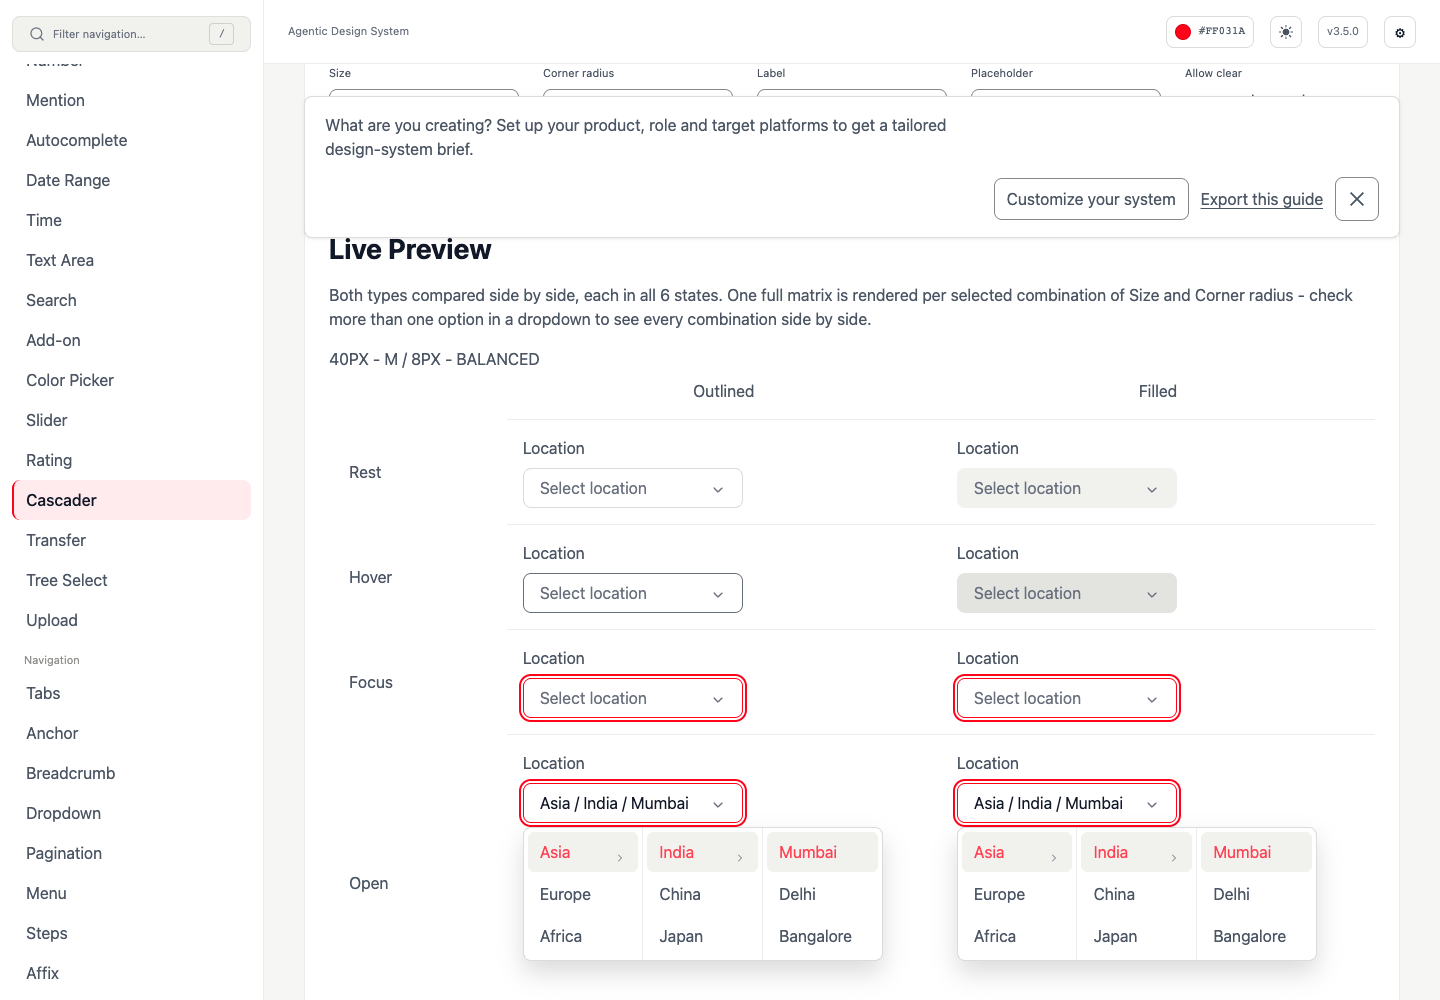 Filter navigation...
/
Agentic Design System
#FF031A
v3.5.0
Number
Mention
Autocomplete
Date Range
Time
Text Area
Search
Add-on
Color Picker
Slider
Rating
Cascader
Transfer
Tree Select
Upload
Navigation
Tabs
Anchor
Breadcrumb
Dropdown
Pagination
Menu
Steps
Affix
Size
Corner radius
Label
Placeholder
Allow clear
What are you creating? Set up your product, role and target platforms to get a tailored
design-system brief.
Customize your system
Export this guide
Live Preview
Both types compared side by side, each in all 6 states. One full matrix is rendered per selected combination of Size and Corner radius - check
more than one option in a dropdown to see every combination side by side.
40PX - M / 8PX - BALANCED
Outlined
Filled
Rest
Location
Select location
Location
Select location
Hover
Location
Select location
Location
Select location
Focus
Location
Select location
Location
Select location
Open
Location
Asia / India / Mumbai
Asia
India
Mumbai
Europe
China
Delhi
Africa
Japan
Bangalore
Location
Asia / India / Mumbai
Asia
India
Mumbai
Europe
China
Delhi
Africa
Japan
Bangalore